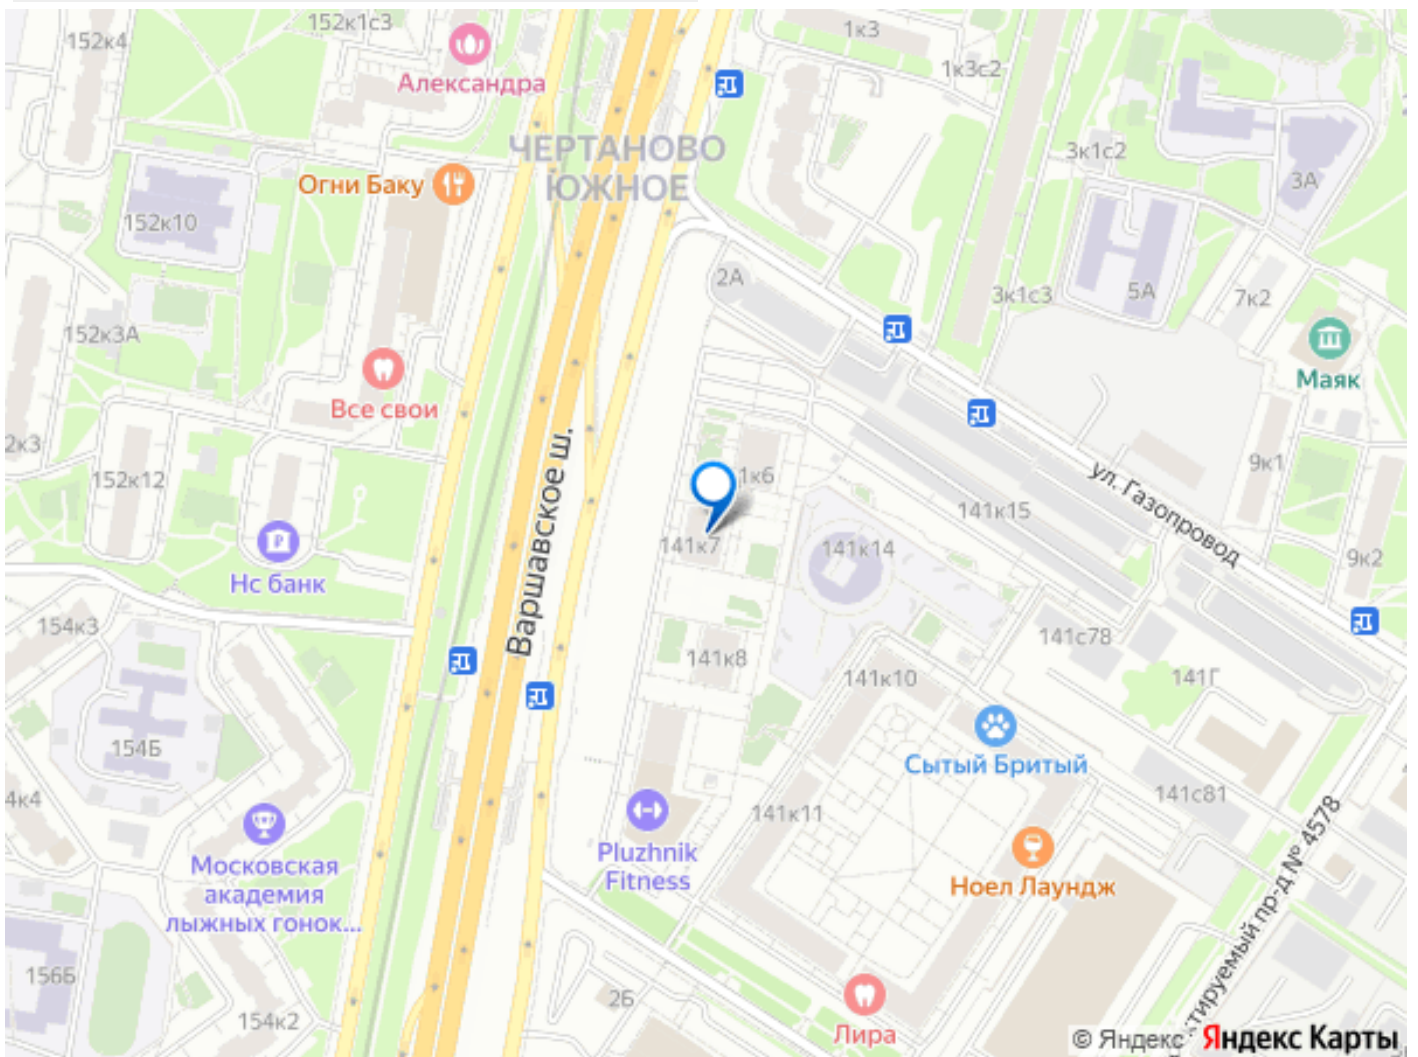 152к1с3
1к3
152к4
Александра
1к3с2
ЧЕРТАНОВО
ЮЖНОЕ
3к1с2
3А
Огни Баку
152к10
2А
3к1с3
5А
7к2
152к3А
Маяк
Все свои
2к3
152к12
1к6
Варшавское ш.
ул. Газопровод
9к1
141к15
141к7
141к14
9к2
Нс банк
154к3
141к8
141с78
141к10
141Г
154Б
Сытый Бритый
4к4
141к11
141с81
Pluzhnik
Fitness
Московская
академия
лыжных гонок...
Ноел Лаундж
ктируемый пр-д № 4578
156Б
2Б
154к2
Лира
© Яндекс Яндекс Карты